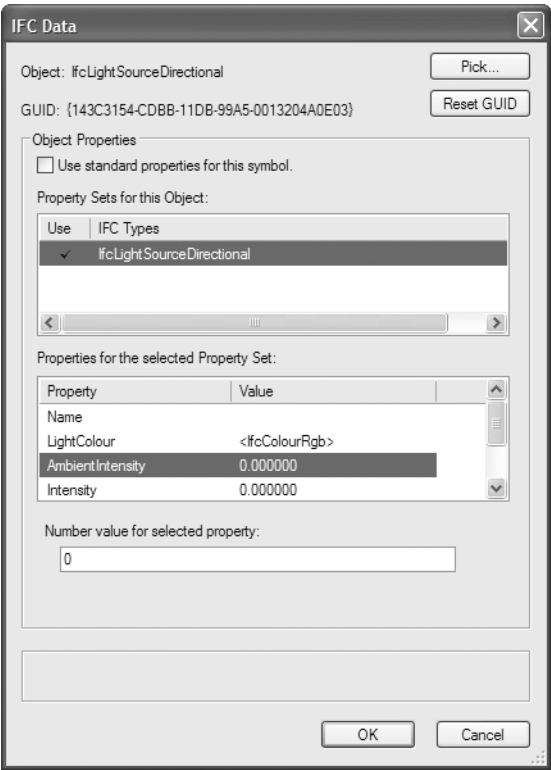 IFC Data
Object: IfcLightSourceDirectional
Pick...
GUID: {143C3154-CDBB-11DB-99A5-0013204A0E03}
Reset GUID
Object Properties
Use standard properties for this symbol.
Property Sets for this Object:
Use IFC Types
IfcLightSourceDirectional
Properties for the selected Property Set:
Property Value
Name
LightColour <IfcColourRgb>
AmbientIntensity 0.000000
Intensity 0.000000
Number value for selected property:
0
OK Cancel